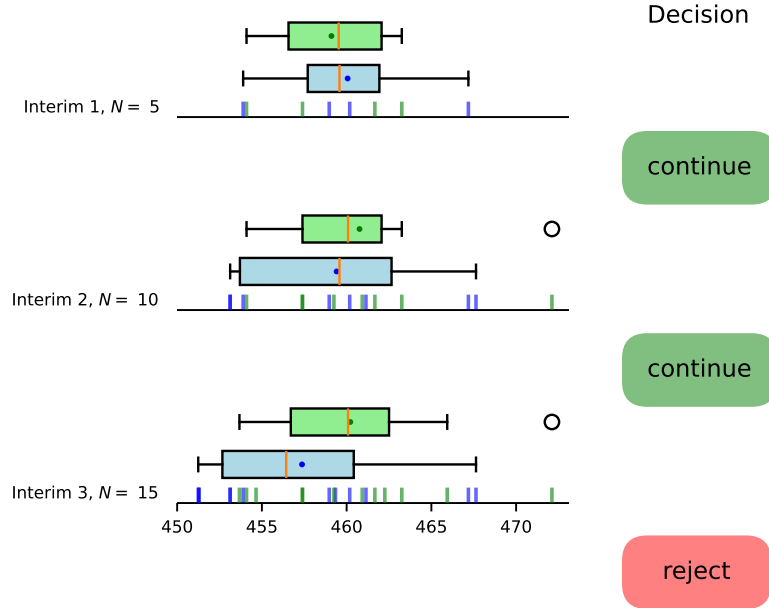 Decision
Interim 1, N = 5
continue
Interim 2, N = 10
continue
Interim 3, N = 15
450 455 460 465 470
reject